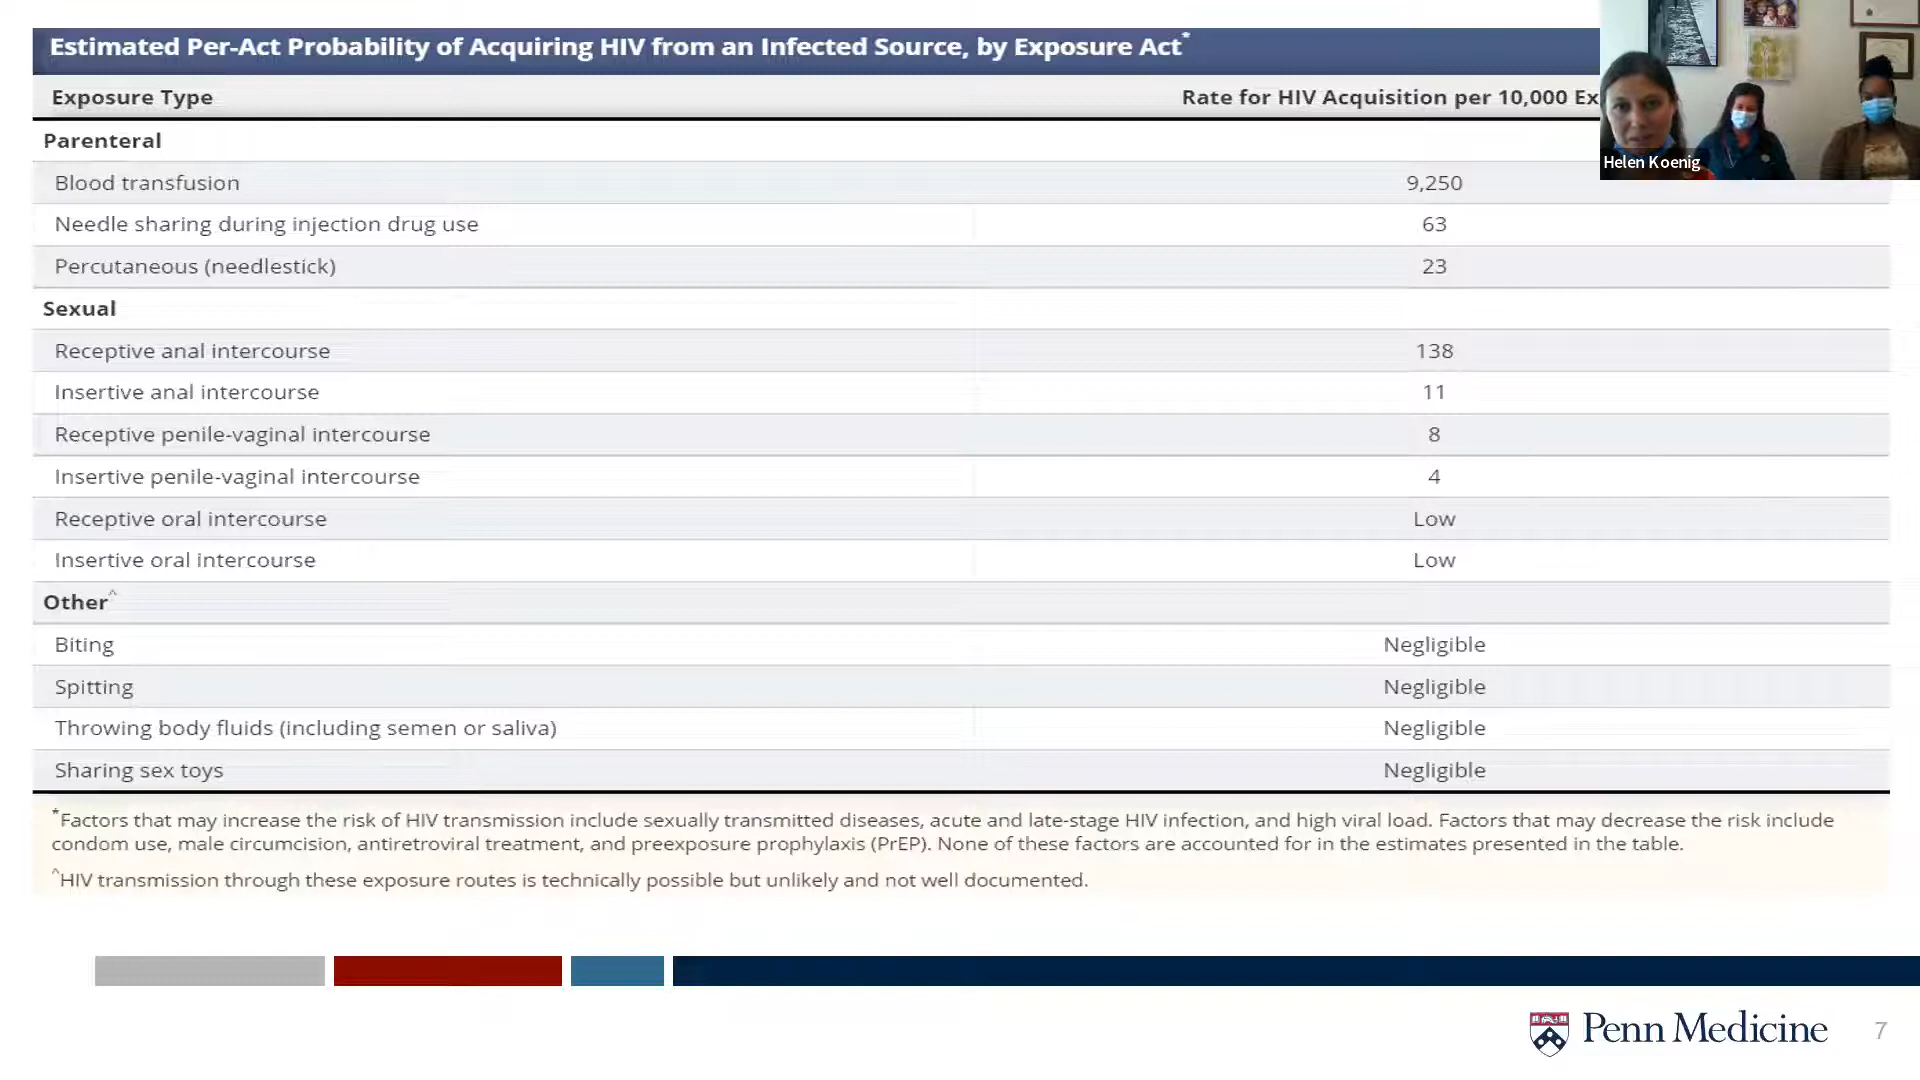 Estimated Per-Act Probability of Acquiring HIV from an Infected Source, by Exposure Act*
Exposure Type Rate for HIV Acquisition per 10,000 Ex
Parenteral
Blood transfusion 9,250
Needle sharing during injection drug use 63
Percutaneous (needlestick) 23
Sexual
Receptive anal intercourse 138
Insertive anal intercourse 11
Receptive penile-vaginal intercourse 8
Insertive penile-vaginal intercourse 4
Receptive oral intercourse Low
Insertive oral intercourse Low
Other^
Biting Negligible
Spitting Negligible
Throwing body fluids (including semen or saliva) Negligible
Sharing sex toys Negligible
*Factors that may increase the risk of HIV transmission include sexually transmitted diseases, acute and late-stage HIV infection, and high viral load. Factors that may decrease the risk include
condom use, male circumcision, antiretroviral treatment, and preexposure prophylaxis (PrEP). None of these factors are accounted for in the estimates presented in the table.
^HIV transmission through these exposure routes is technically possible but unlikely and not well documented.
Helen Koenig
Penn Medicine
7